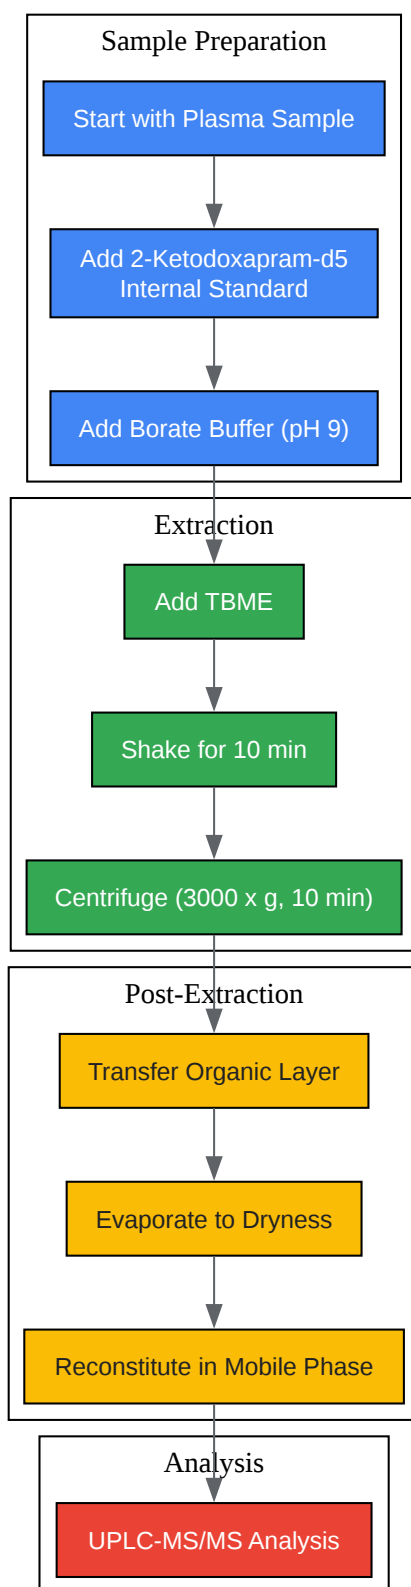 Sample Preparation
Start with Plasma Sample
Add 2-Ketodoxapram-d5
Internal Standard
Add Borate Buffer (pH 9)
Extraction
Add TBME
Shake for 10 min
Centrifuge (3000 x g, 10 min)
Post-Extraction
Transfer Organic Layer
Evaporate to Dryness
Reconstitute in Mobile Phase
Analysis
UPLC-MS/MS Analysis